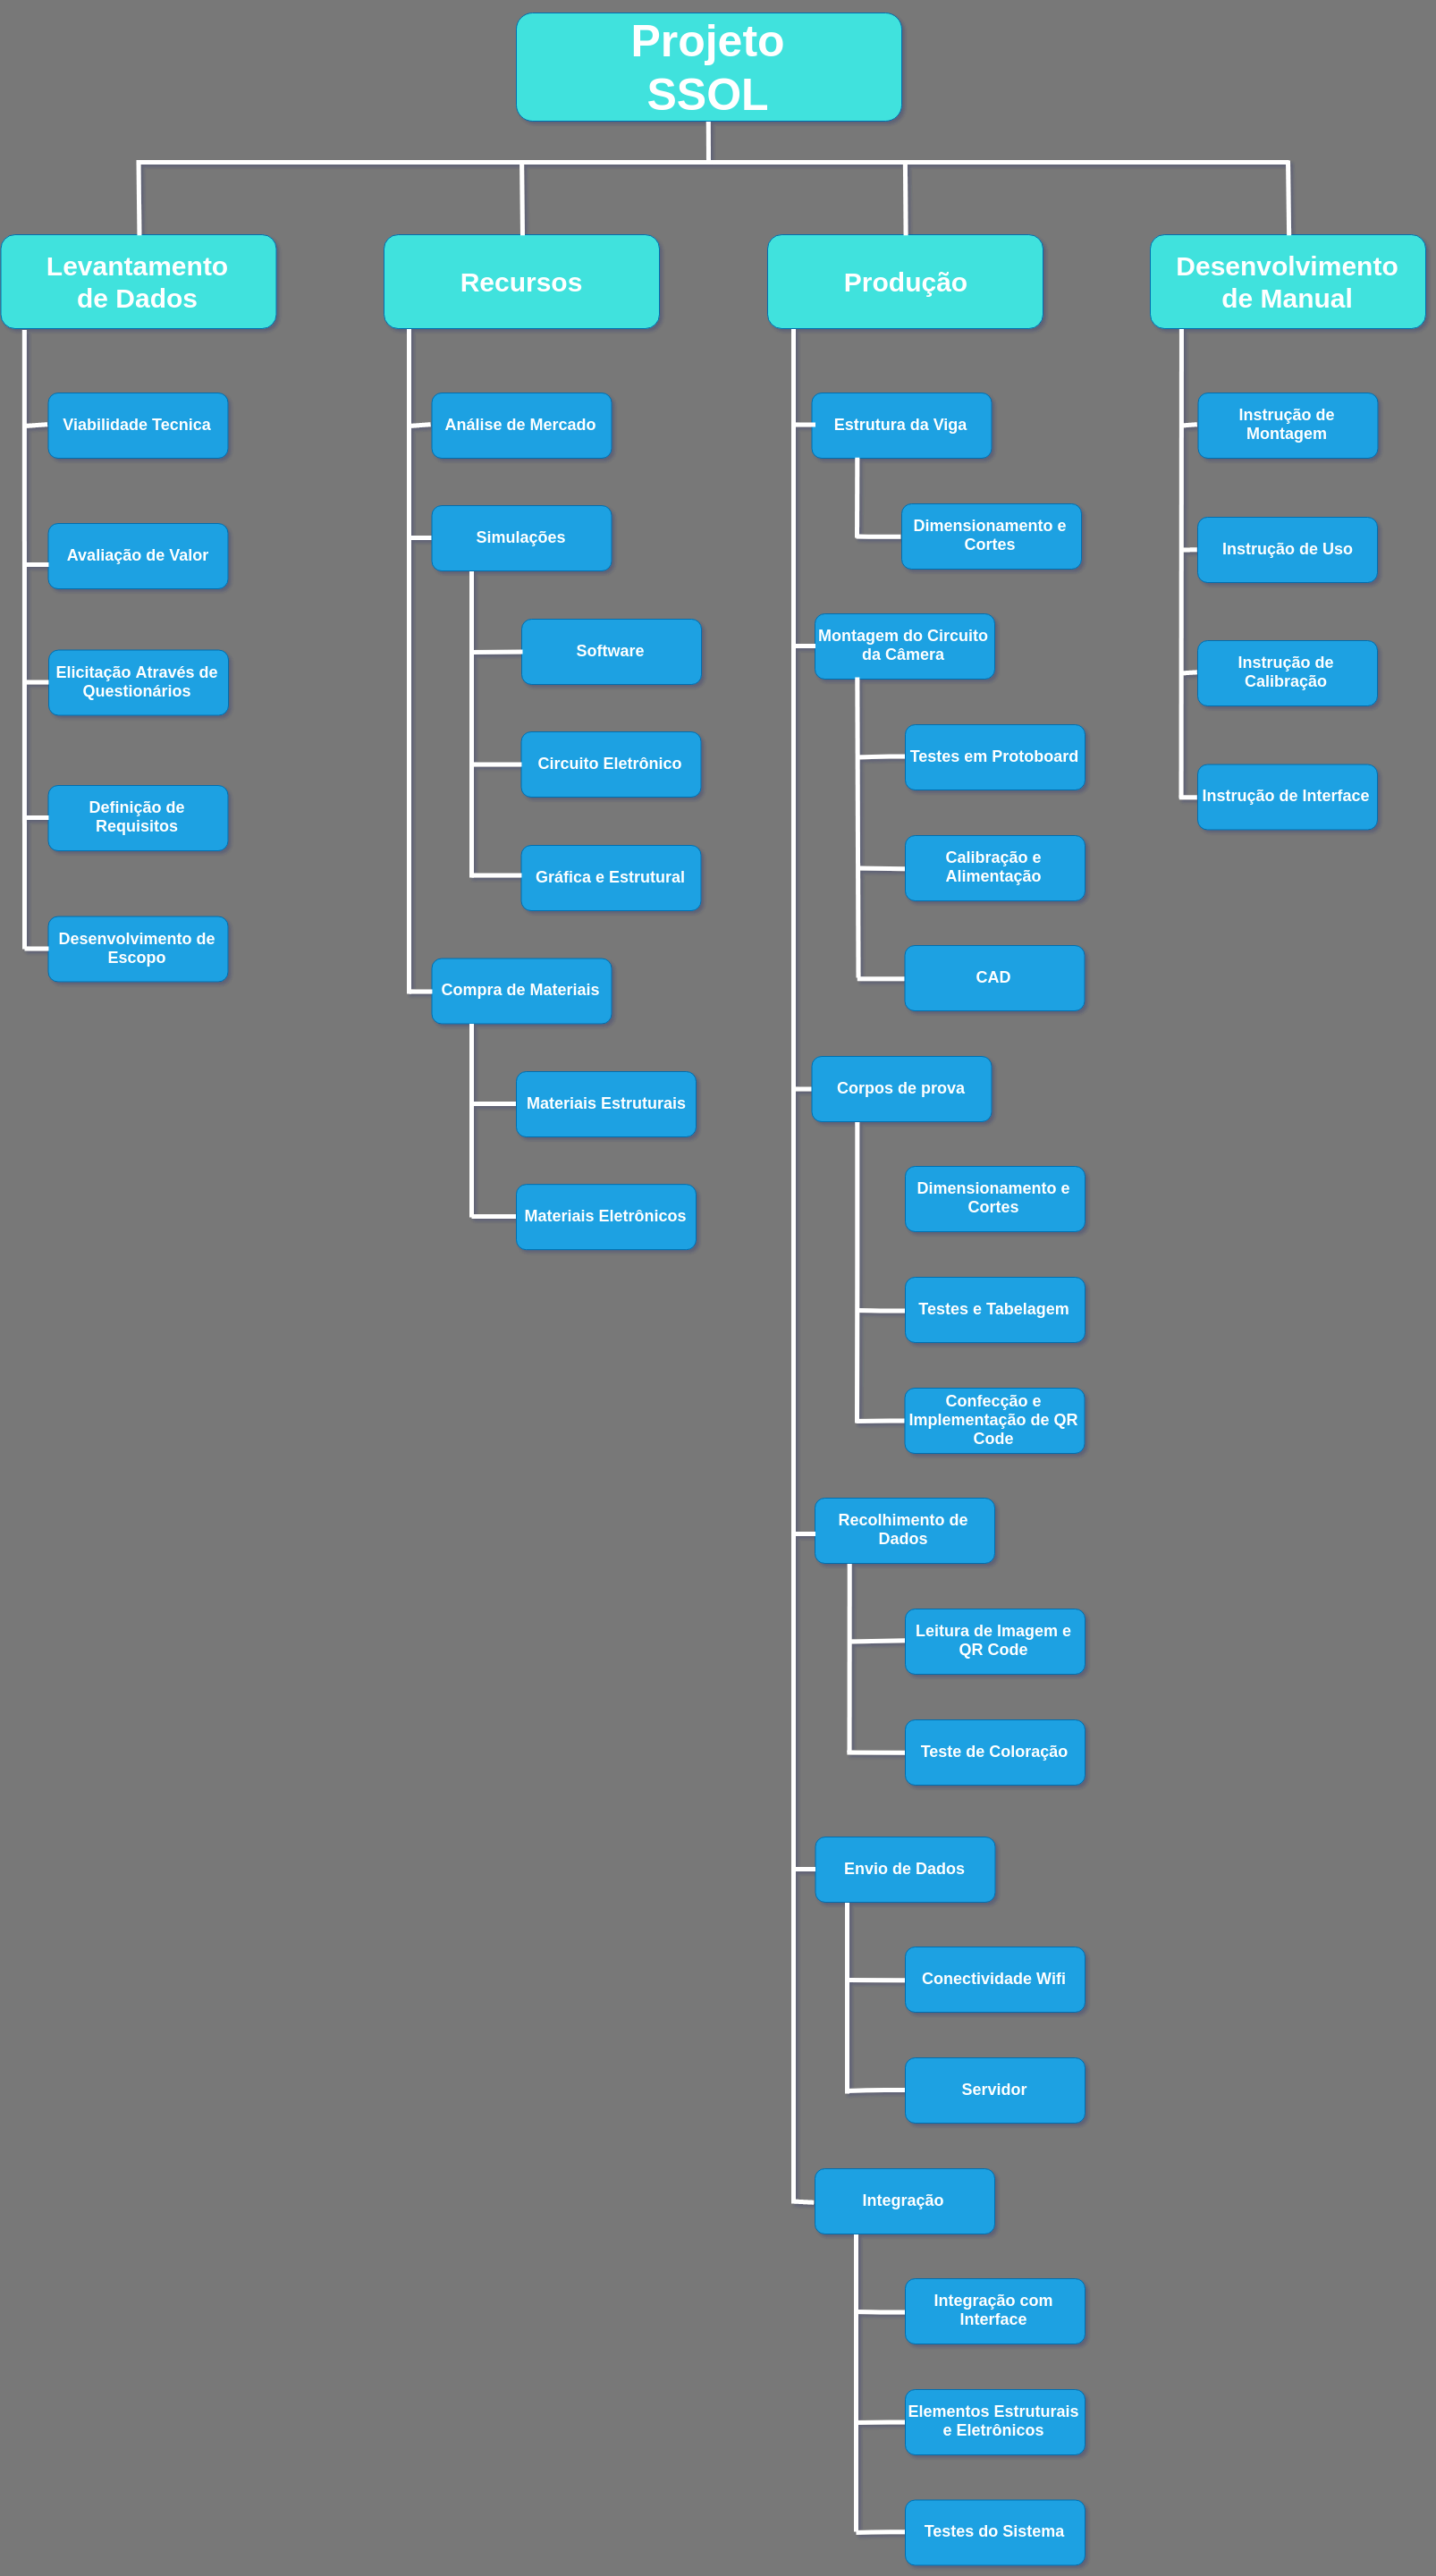 Projeto
SSOL
Levantamento
de Dados
Recursos
Produção
Desenvolvimento
de Manual
Viabilidade Tecnica
Avaliação de Valor
Elicitação Através de
Questionários
Definição de
Requisitos
Desenvolvimento de
Escopo
Análise de Mercado
Simulações
Software
Circuito Eletrônico
Gráfica e Estrutural
Compra de Materiais
Materiais Estruturais
Materiais Eletrônicos
Estrutura da Viga
Dimensionamento e
Cortes
Montagem do Circuito
da Câmera
Testes em Protoboard
Calibração e
Alimentação
CAD
Corpos de prova
Dimensionamento e
Cortes
Testes e Tabelagem
Confecção e
Implementação de QR
Code
Recolhimento de
Dados
Leitura de Imagem e
QR Code
Teste de Coloração
Envio de Dados
Conectividade Wifi
Servidor
Integração
Integração com
Interface
Elementos Estruturais
e Eletrônicos
Testes do Sistema
Instrução de
Montagem
Instrução de Uso
Instrução de
Calibração
Instrução de Interface